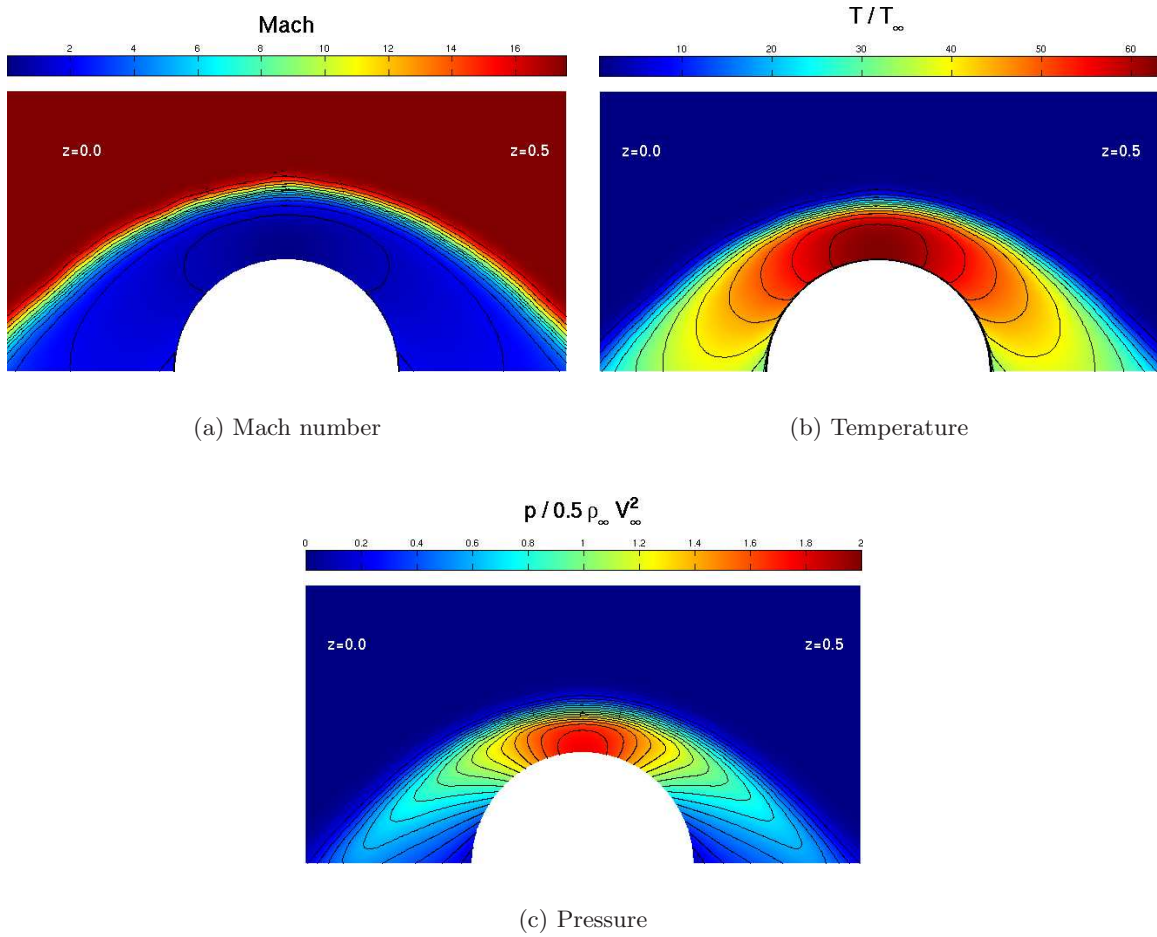 Mach
2 4 6 8 10 12 14 16
z=0.0 z=0.5
(a) Mach number
T / T∞
10 20 30 40 50 60
z=0.0 z=0.5
(b) Temperature
p / 0.5 ρ∞ V∞²
0 0.2 0.4 0.6 0.8 1 1.2 1.4 1.6 1.8 2
z=0.0 z=0.5
(c) Pressure